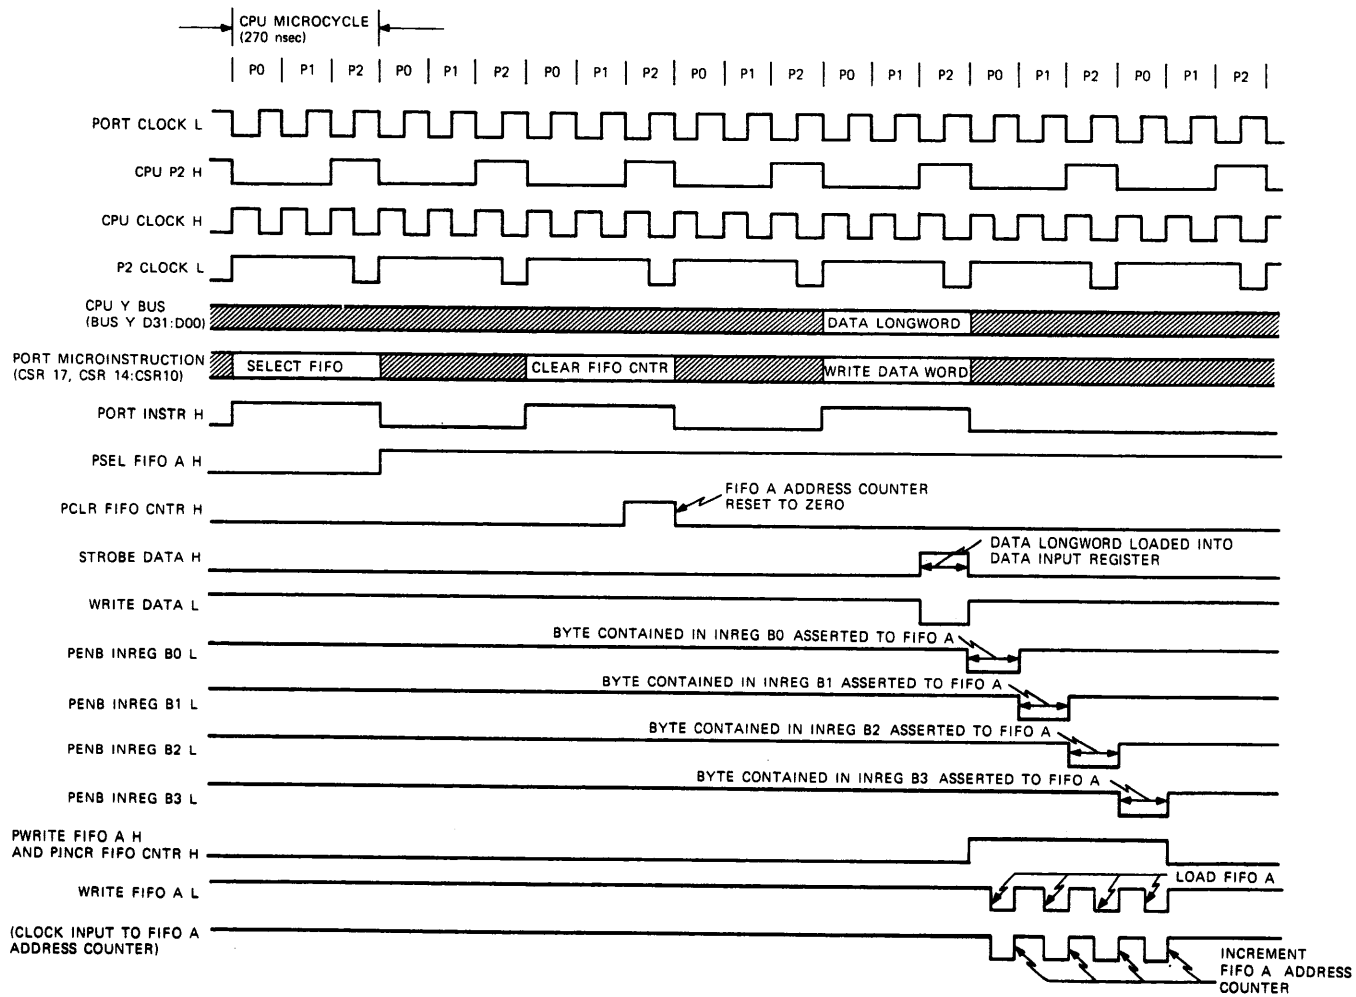 CPU MICROCYCLE
(270 nsec)
P0 P1 P2 P0 P1 P2 P0 P1 P2 P0 P1 P2 P0 P1 P2 P0 P1 P2 P0 P1 P2
PORT CLOCK L
CPU P2 H
CPU CLOCK H
P2 CLOCK L
CPU Y BUS
(BUS Y D31:D00)
DATA LONGWORD
PORT MICROINSTRUCTION
(CSR 17, CSR 14:CSR10)
SELECT FIFO
CLEAR FIFO CNTR
WRITE DATA WORD
PORT INSTR H
PSEL FIFO A H
PCLR FIFO CNTR H
FIFO A ADDRESS COUNTER
RESET TO ZERO
STROBE DATA H
DATA LONGWORD LOADED INTO
DATA INPUT REGISTER
WRITE DATA L
BYTE CONTAINED IN INREG B0 ASSERTED TO FIFO A
PENB INREG B0 L
BYTE CONTAINED IN INREG B1 ASSERTED TO FIFO A
PENB INREG B1 L
BYTE CONTAINED IN INREG B2 ASSERTED TO FIFO A
PENB INREG B2 L
BYTE CONTAINED IN INREG B3 ASSERTED TO FIFO A
PENB INREG B3 L
PWRITE FIFO A H
AND PINCR FIFO CNTR H
WRITE FIFO A L
LOAD FIFO A
(CLOCK INPUT TO FIFO A
ADDRESS COUNTER)
INCREMENT
FIFO A ADDRESS
COUNTER